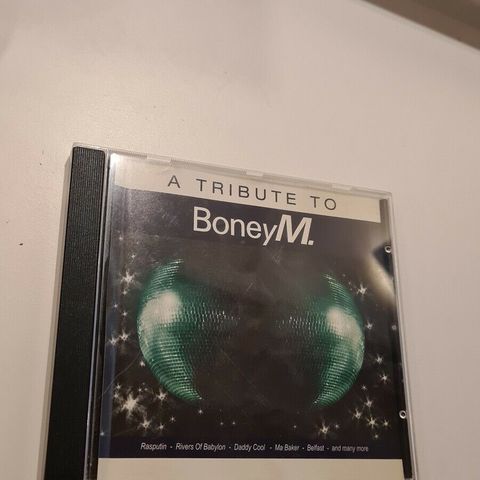 A TRIBUTE TO
BoneyM.
Rasputin - Rivers Of Babylon - Daddy Cool - Ma Baker - Belfast - and many more